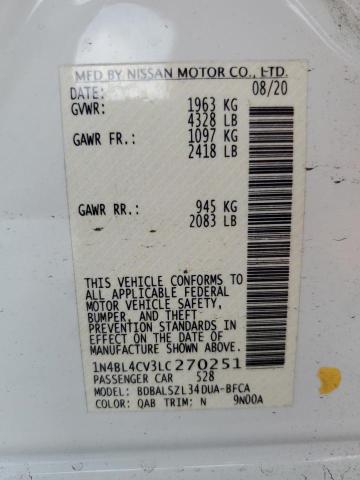 MFD BY NISSAN MOTOR CO., LTD.
DATE: 08/20
GVWR: 1963 KG
4328 LB
GAWR FR.: 1097 KG
2418 LB
GAWR RR.: 945 KG
2083 LB
THIS VEHICLE CONFORMS TO
ALL APPLICABLE FEDERAL
MOTOR VEHICLE SAFETY,
BUMPER, AND THEFT
PREVENTION STANDARDS IN
EFFECT ON THE DATE OF
MANUFACTURE SHOWN ABOVE.
1N4BL4CV3LC270251
PASSENGER CAR 528
MODEL: BDBALSZL34DUA-BFCA
COLOR: QAB TRIM: N 9N00A